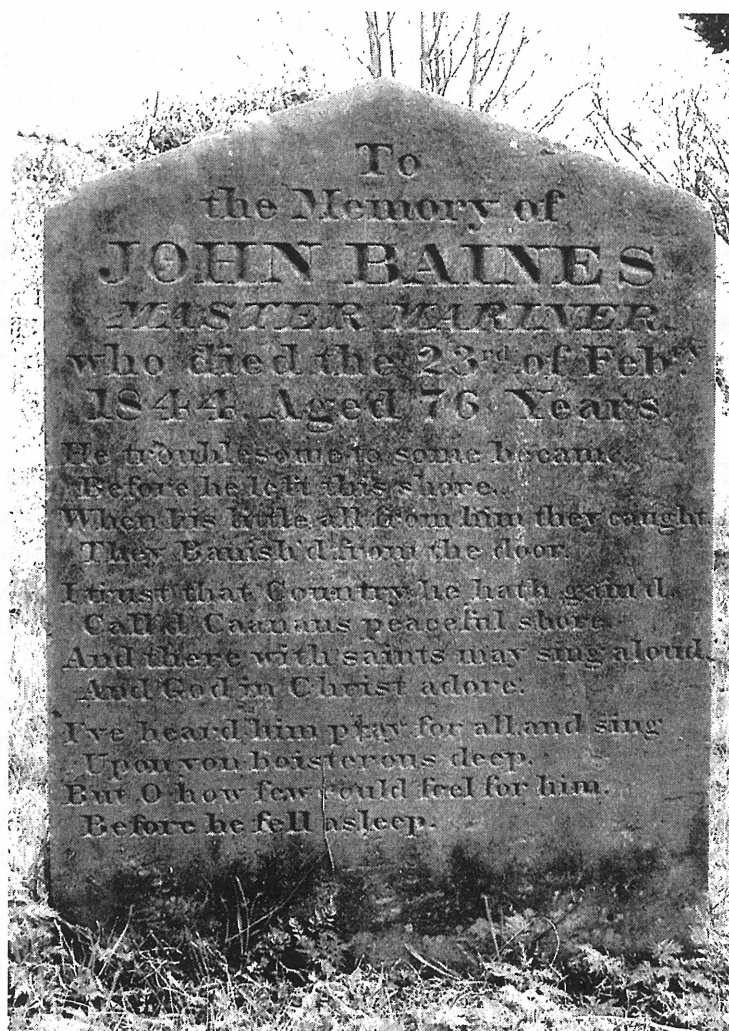 To
the Memory of
JOHN BAINES
MASTER MARINER.
who died the 23rd of Febry
1844. Aged 76 Years.
He troublesome to some became.
Before he left this shore.
When his little all from him they caught
They Banish'd from the door.
I trust that Country he hath gain'd.
Call'd Caanans peaceful shore
And there with saints may sing aloud.
And God in Christ adore.
I've heard him pray for all and sing
Upon yon boisterous deep.
But O how few could feel for him.
Before he fell asleep.